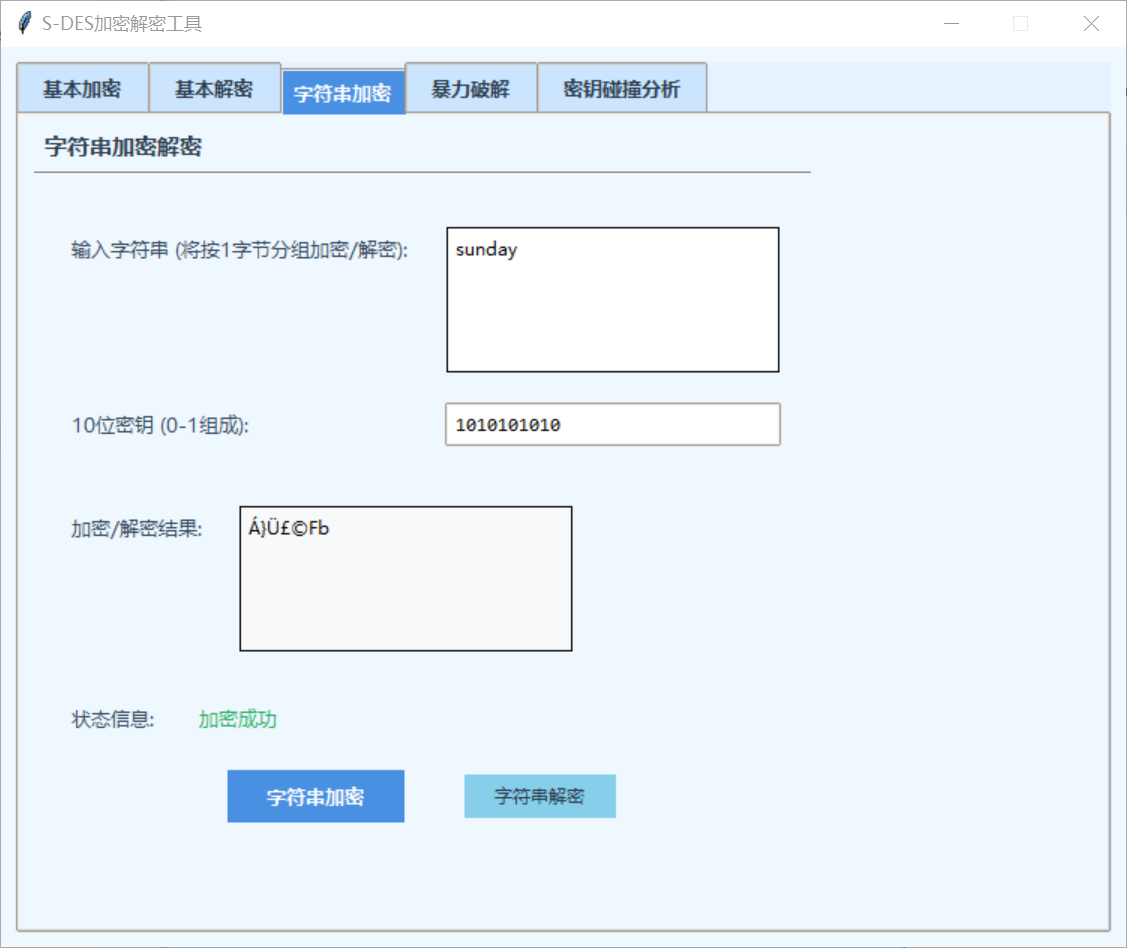 S-DES加密解密工具
基本加密 基本解密 字符串加密 暴力破解 密钥碰撞分析
字符串加密解密
输入字符串 (将按1字节分组加密/解密): sunday
10位密钥 (0-1组成): 1010101010
加密/解密结果: Á}Ü£©Fb
状态信息: 加密成功
字符串加密 字符串解密